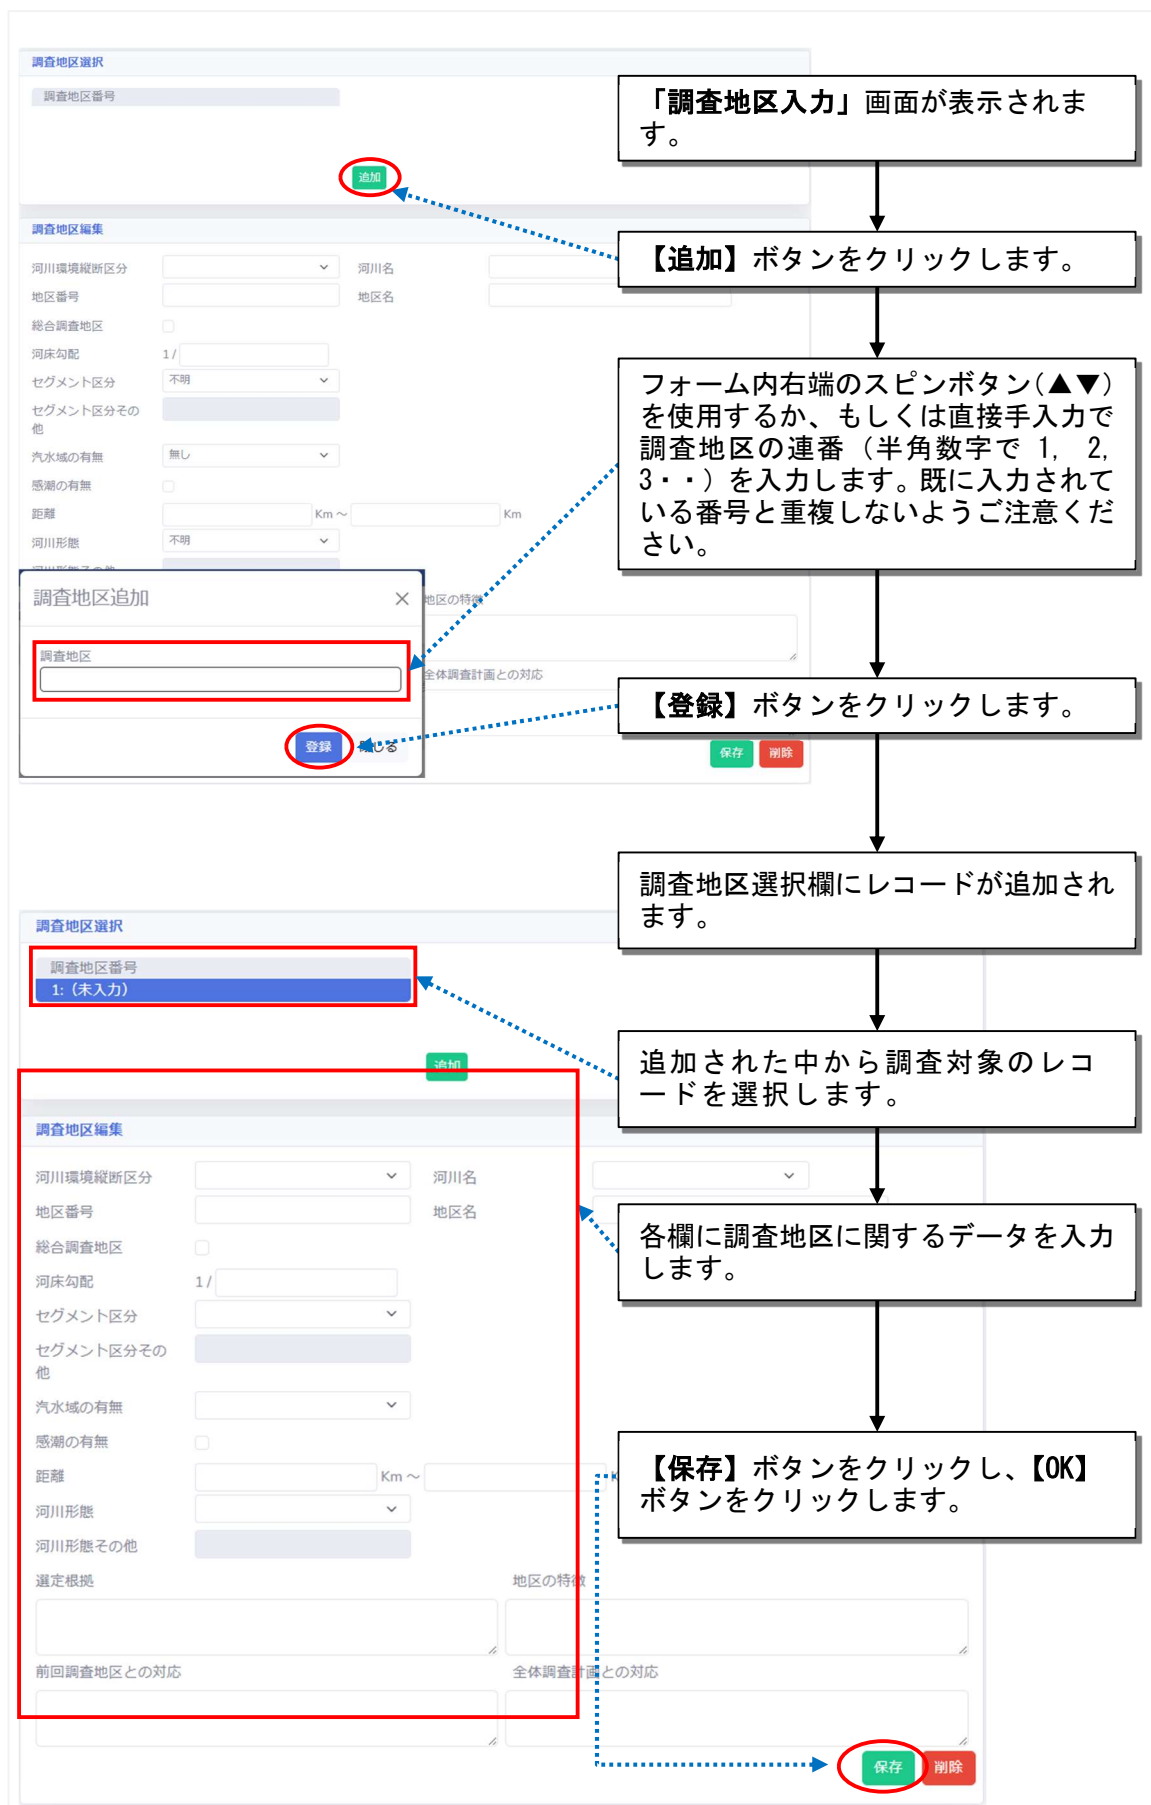 調査地区選択
調査地区番号
追加
「調査地区入力」画面が表示されま
す。
調査地区編集
【追加】ボタンをクリックします。
河川環境縦断区分
河川名
地区番号
地区名
総合調査地区
河床勾配 1 /
セグメント区分 不明
セグメント区分その
他
汽水域の有無 無し
感潮の有無
距離 Km ～ Km
河川形態 不明
フォーム内右端のスピンボタン(▲▼)
を使用するか、もしくは直接手入力で
調査地区の連番（半角数字で 1, 2,
3・・）を入力します。既に入力されて
いる番号と重複しないようご注意くだ
さい。
調査地区追加 ×
地区の特徴
調査地区
全体調査計画との対応
登録 閉じる
【登録】ボタンをクリックします。
保存 削除
調査地区選択欄にレコードが追加され
ます。
調査地区選択
調査地区番号
1: (未入力)
追加
追加された中から調査対象のレコ
ードを選択します。
調査地区編集
河川環境縦断区分 河川名
地区番号 地区名
総合調査地区
河床勾配 1 /
セグメント区分
セグメント区分その
他
汽水域の有無
感潮の有無
距離 Km ～
河川形態
河川形態その他
各欄に調査地区に関するデータを入力
します。
【保存】ボタンをクリックし、【OK】
ボタンをクリックします。
選定根拠 地区の特徴
前回調査地区との対応 全体調査計画との対応
保存 削除